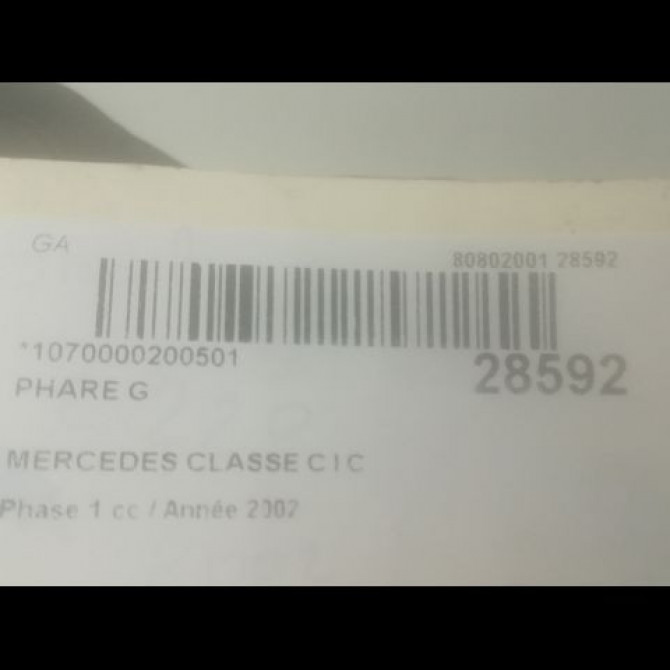 GA
80802001 28592
*1070000200501
28592
PHARE G
MERCEDES CLASSE C I C
Phase 1 cc / Année 2002